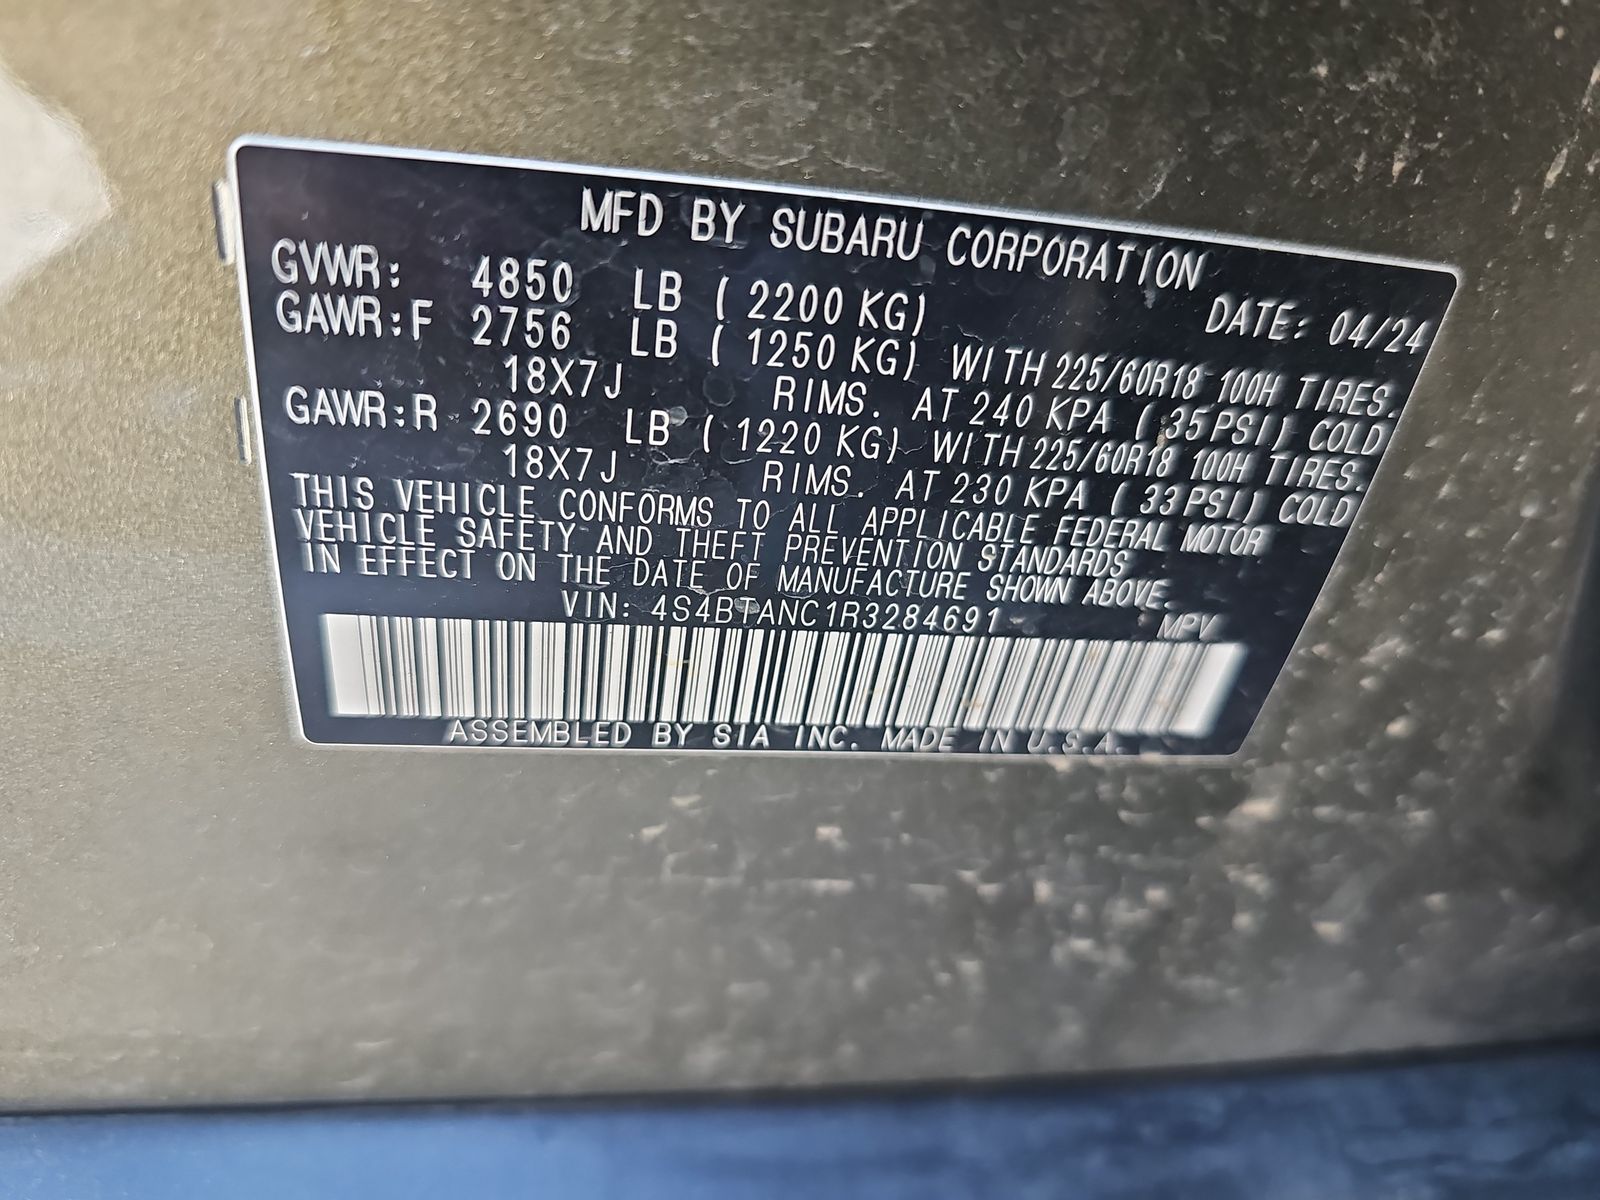 MFD BY SUBARU CORPORATION
GVWR: 4850 LB ( 2200 KG) DATE: 04/24
GAWR:F 2756 LB ( 1250 KG) WITH 225/60R18 100H TIRES.
18X7J RIMS. AT 240 KPA ( 35 PSI) COLD
GAWR:R 2690 LB ( 1220 KG) WITH 225/60R18 100H TIRES.
18X7J RIMS. AT 230 KPA ( 33 PSI) COLD
THIS VEHICLE CONFORMS TO ALL APPLICABLE FEDERAL MOTOR
VEHICLE SAFETY AND THEFT PREVENTION STANDARDS
IN EFFECT ON THE DATE OF MANUFACTURE SHOWN ABOVE.
VIN: 4S4BTANC1R3284691 MPV
ASSEMBLED BY SIA INC. MADE IN U.S.A.